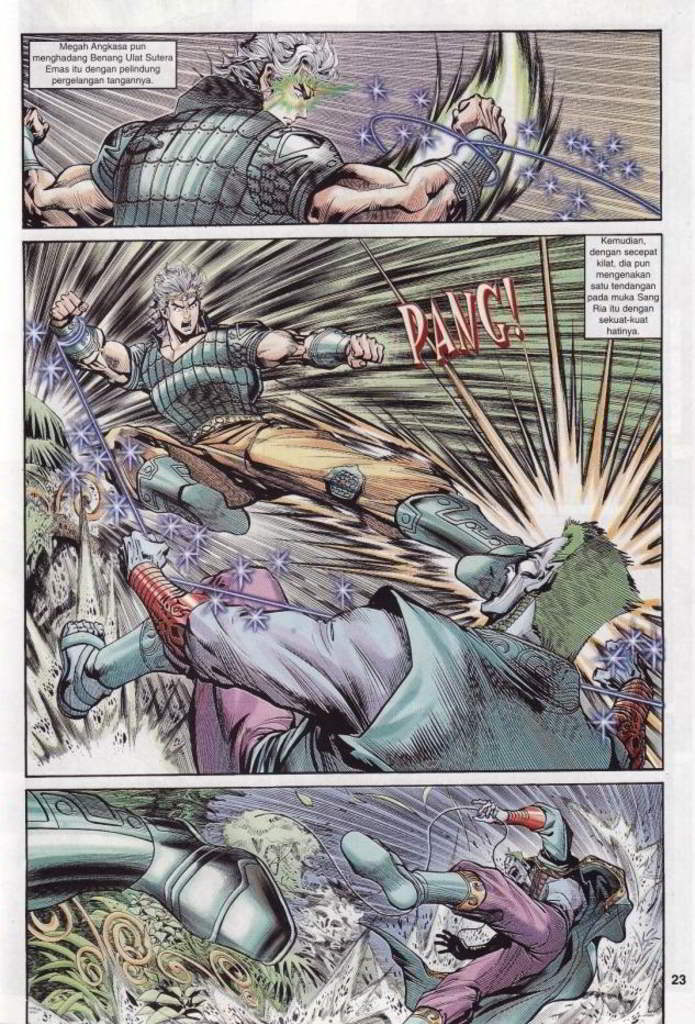 Megah Angkasa pun
menghadang Benang Ulat Sutera
Emas itu dengan pelindung
pergelangan tangannya.
Kemudian,
dengan secepat
kilat, dia pun
mengenakan
satu tendangan
pada muka Sang
Ria itu dengan
sekuat-kuat
hatinya.
PANG!
23